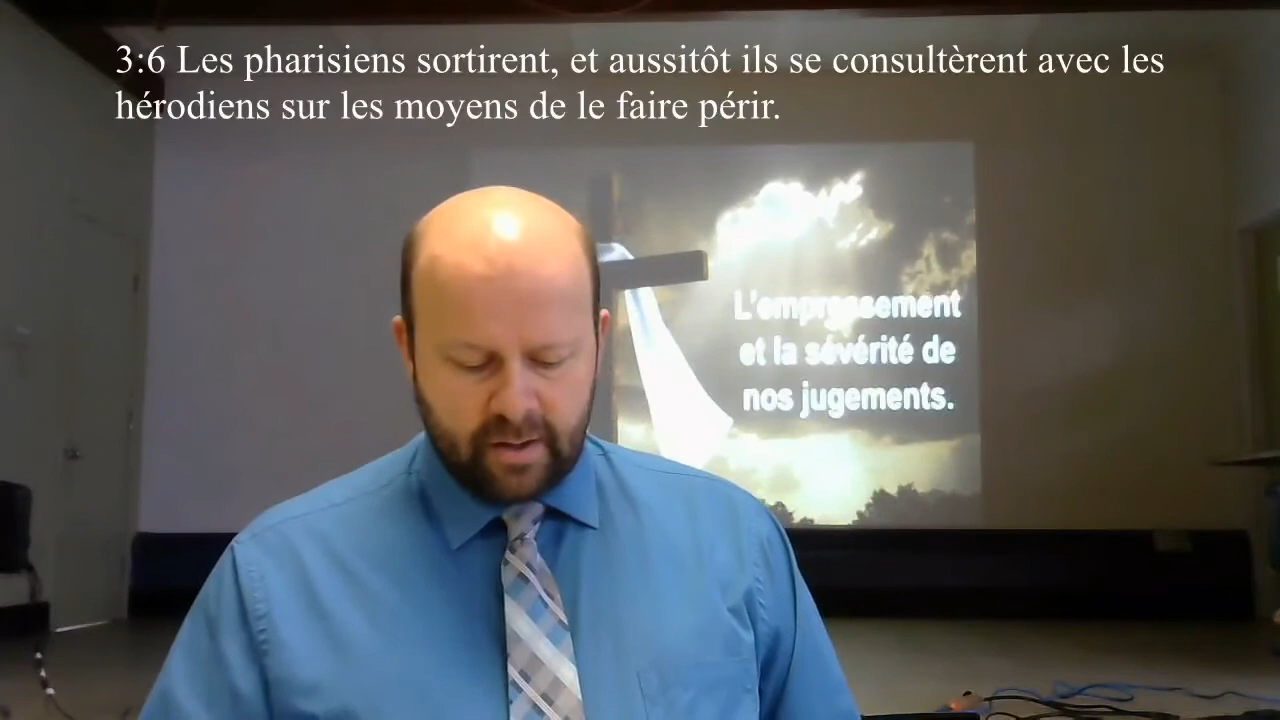 3:6 Les pharisiens sortirent, et aussitôt ils se consultèrent avec les
hérodiens sur les moyens de le faire périr.
L'empressement
et la sévérité de
nos jugements.